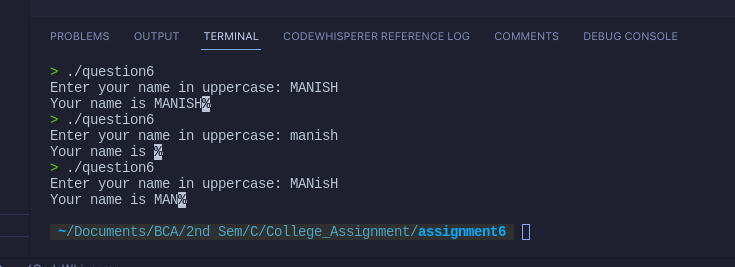 PROBLEMS OUTPUT TERMINAL CODEWHISPERER REFERENCE LOG COMMENTS DEBUG CONSOLE
> ./question6
Enter your name in uppercase: MANISH
Your name is MANISH%
> ./question6
Enter your name in uppercase: manish
Your name is %
> ./question6
Enter your name in uppercase: MANisH
Your name is MAN%
~/Documents/BCA/2nd Sem/C/College_Assignment/assignment6